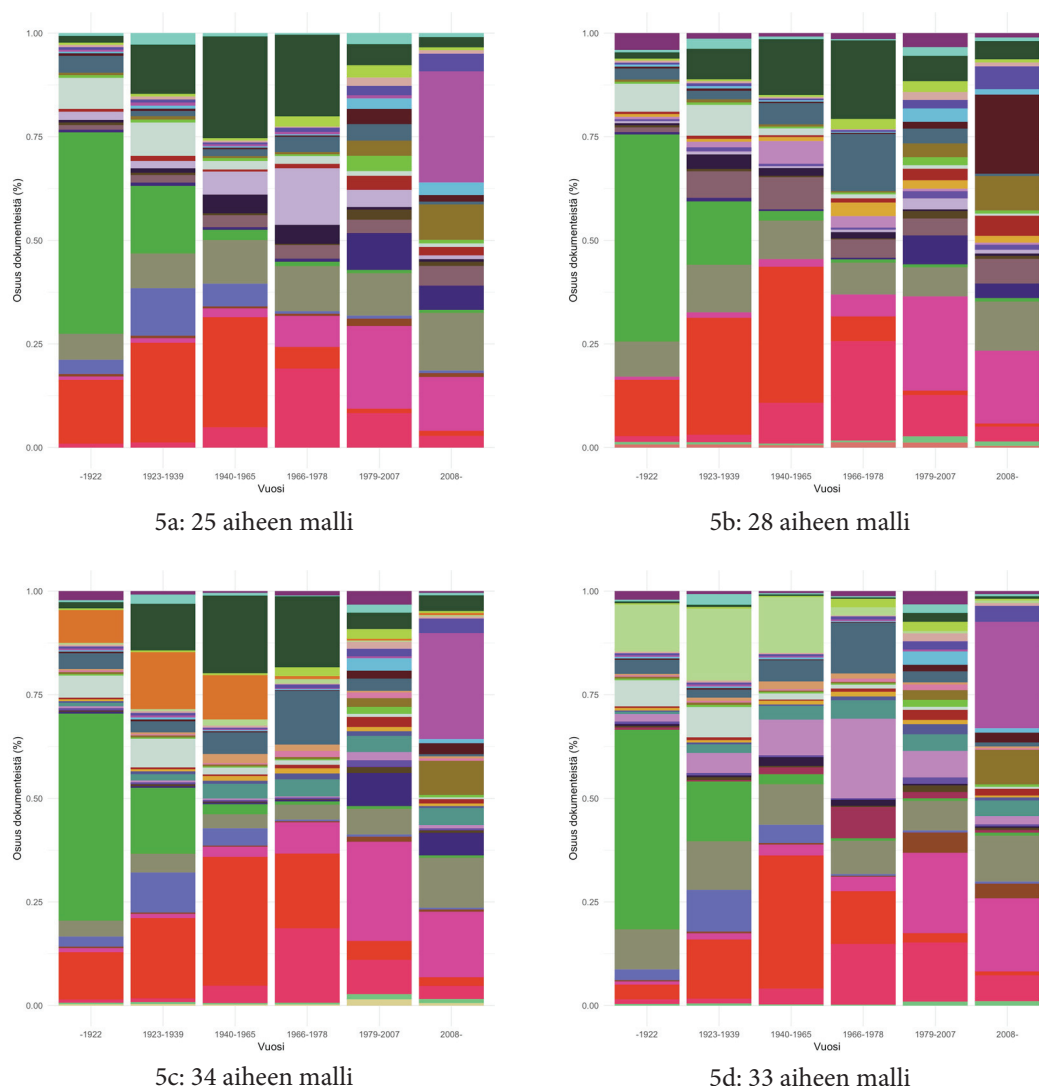 1.00
0.75
0.50
0.25
0.00
Osuus dokumenteistä (%)
-1922 1923-1939 1940-1965 1966-1978 1979-2007 2008-
Vuosi
5a: 25 aiheen malli
1.00
0.75
0.50
0.25
0.00
Osuus dokumenteistä (%)
-1922 1923-1939 1940-1965 1966-1978 1979-2007 2008-
Vuosi
5b: 28 aiheen malli
1.00
0.75
0.50
0.25
0.00
Osuus dokumenteistä (%)
-1922 1923-1939 1940-1965 1966-1978 1979-2007 2008-
Vuosi
5c: 34 aiheen malli
1.00
0.75
0.50
0.25
0.00
Osuus dokumenteistä (%)
-1922 1923-1939 1940-1965 1966-1978 1979-2007 2008-
Vuosi
5d: 33 aiheen malli